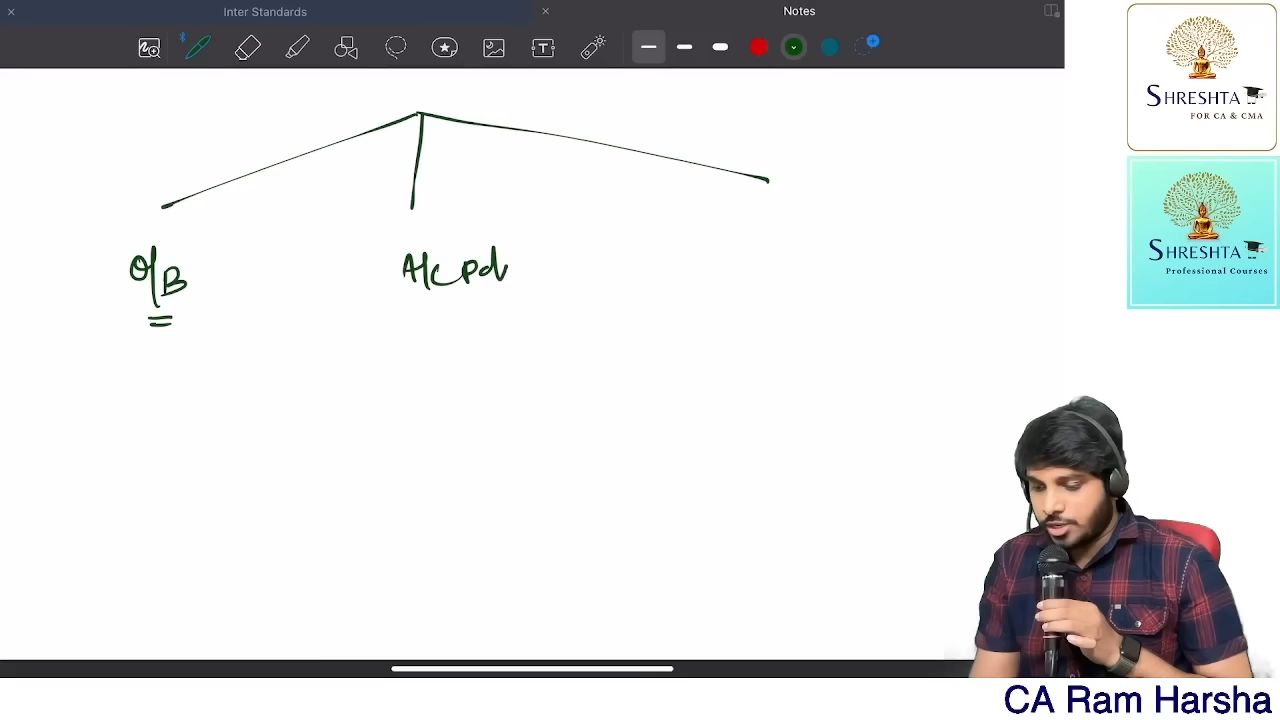 Inter Standards
Notes
T
O/B
A/C Pd
SHRESHTA
FOR CA & CMA
SHRESHTA
Professional Courses
CA Ram Harsha